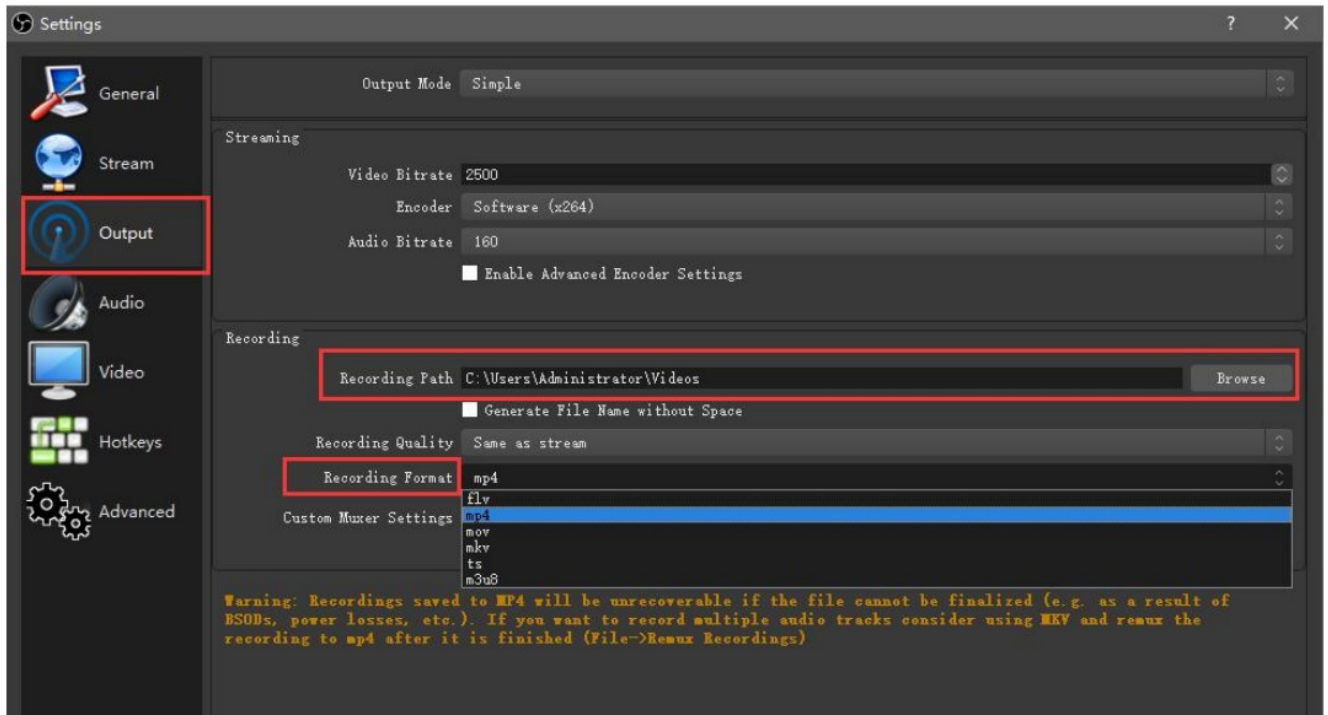 Settings
?
×
General
Stream
Output
Audio
Video
Hotkeys
Advanced
Output Mode Simple
Streaming
Video Bitrate 2500
Encoder Software (x264)
Audio Bitrate 160
Enable Advanced Encoder Settings
Recording
Recording Path C:\Users\Administrator\Videos Browse
Generate File Name without Space
Recording Quality Same as stream
Recording Format mp4
flv
mp4
Custom Muxer Settings
mov
mkv
ts
m3u8
Warning: Recordings saved to MP4 will be unrecoverable if the file cannot be finalized (e.g. as a result of
BSODs, power losses, etc.). If you want to record multiple audio tracks consider using MKV and remux the
recording to mp4 after it is finished (File->Remux Recordings)